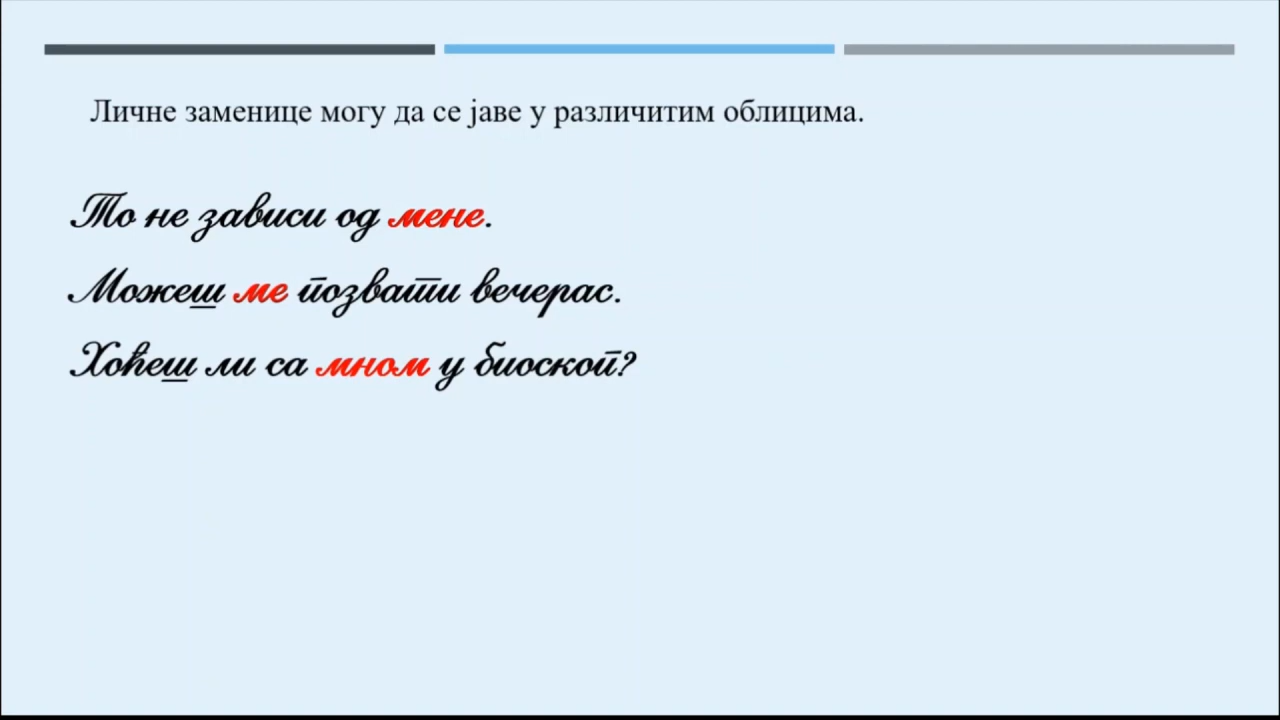 Личне заменице могу да се јаве у различитим облицима.
То не зависи од мене.
Можеш ме позвати вечерас.
Хоћеш ли са мном у биоскоп?